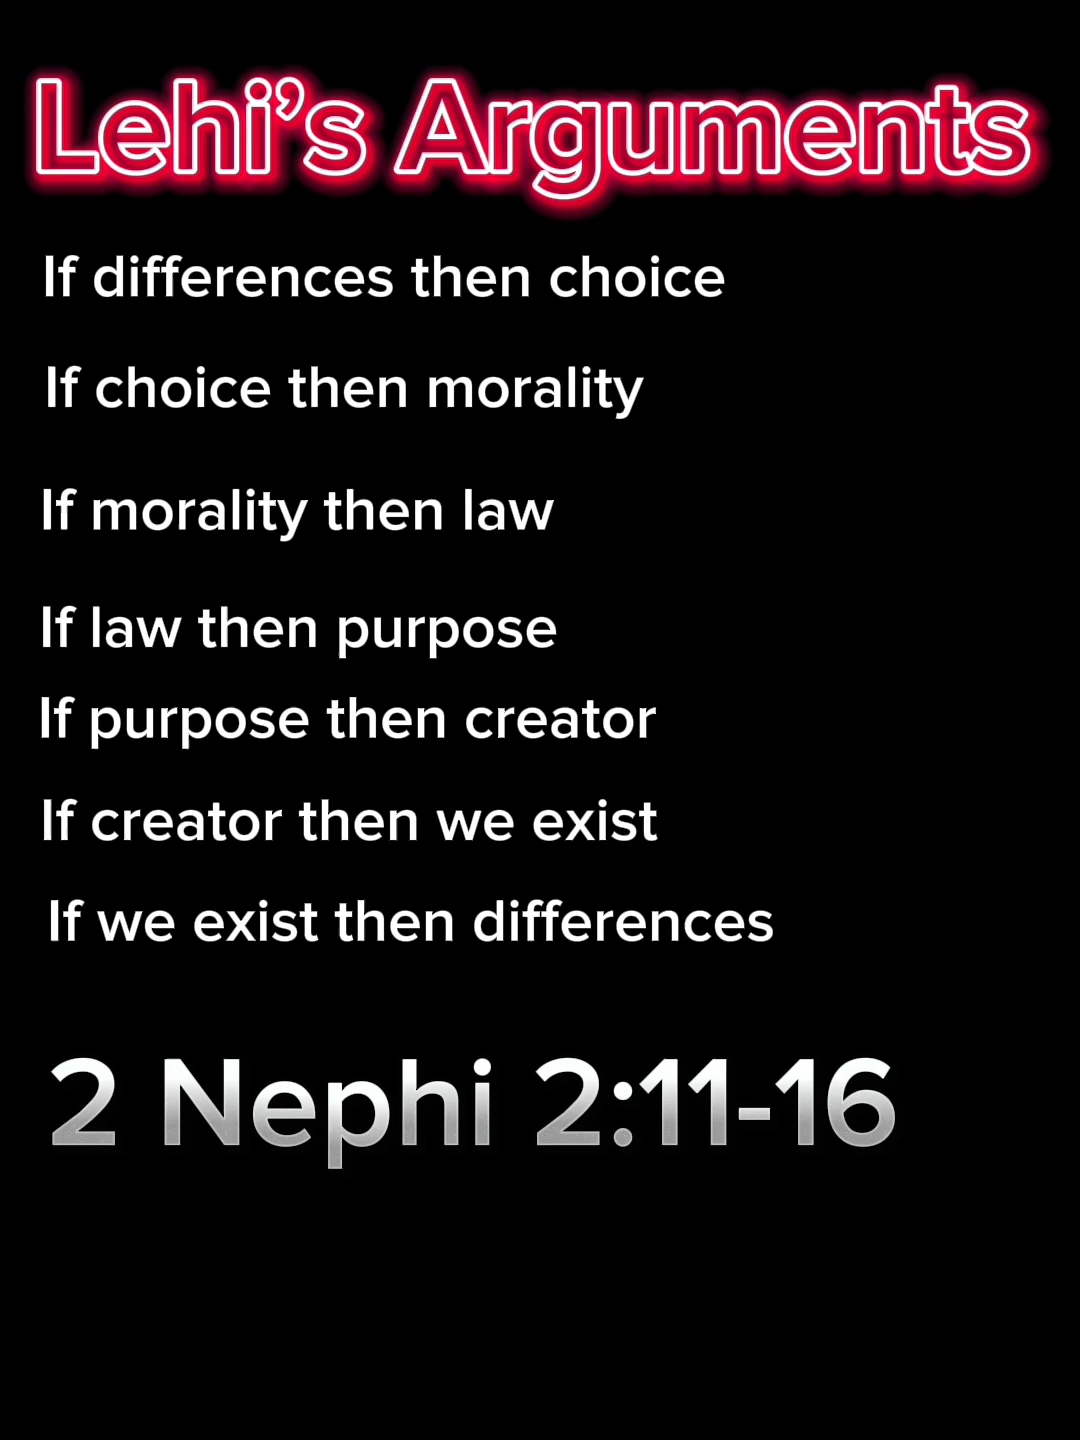 Lehi’s Arguments
If differences then choice
If choice then morality
If morality then law
If law then purpose
If purpose then creator
If creator then we exist
If we exist then differences
2 Nephi 2:11-16